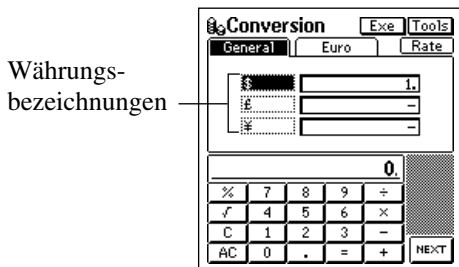 Conversion Exe Tools
General Euro Rate
Währungs-
bezeichnungen
$ 1.
£ –
¥ –
0.
% 7 8 9 ÷
√ 4 5 6 ×
C 1 2 3 −
AC 0 . = + NEXT